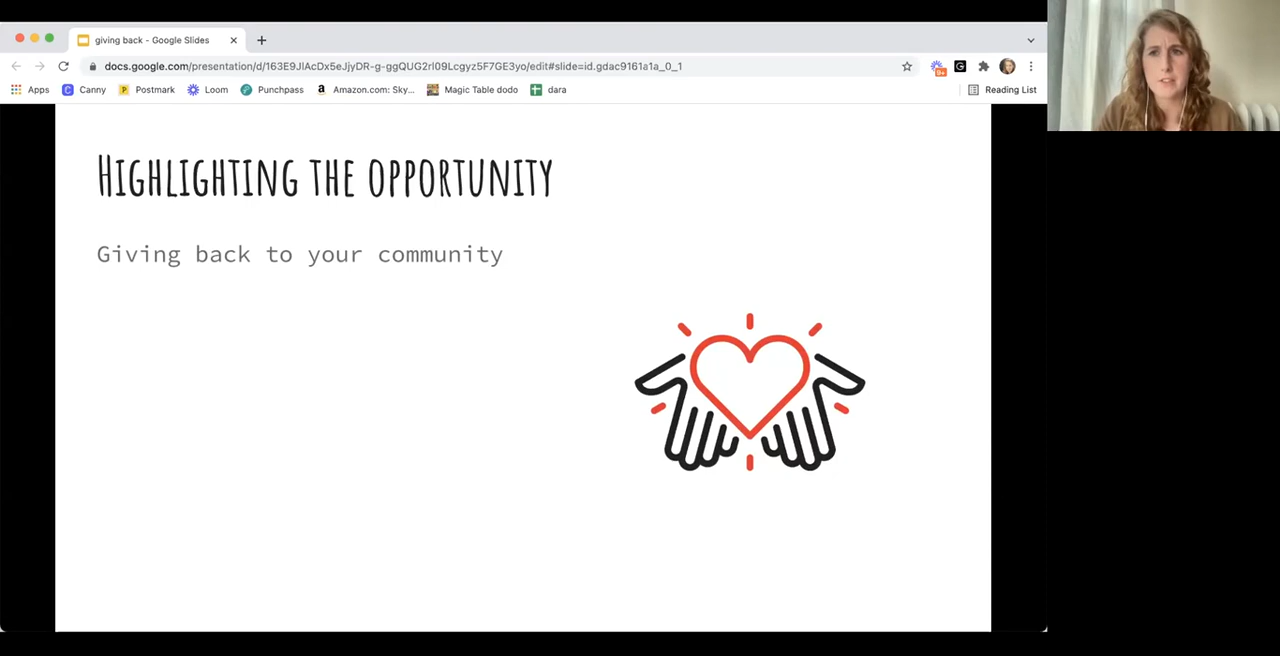 giving back - Google Slides
docs.google.com/presentation/d/163E9JlAcDx5eJjyDR-g-ggQUG2rl09Lcgyz5F7GE3yo/edit#slide=id.gdac9161a1a_0_1
9+
G
Apps Canny Postmark Loom Punchpass Amazon.com: Sky... Magic Table dodo dara Reading List
HIGHLIGHTING THE OPPORTUNITY
Giving back to your community